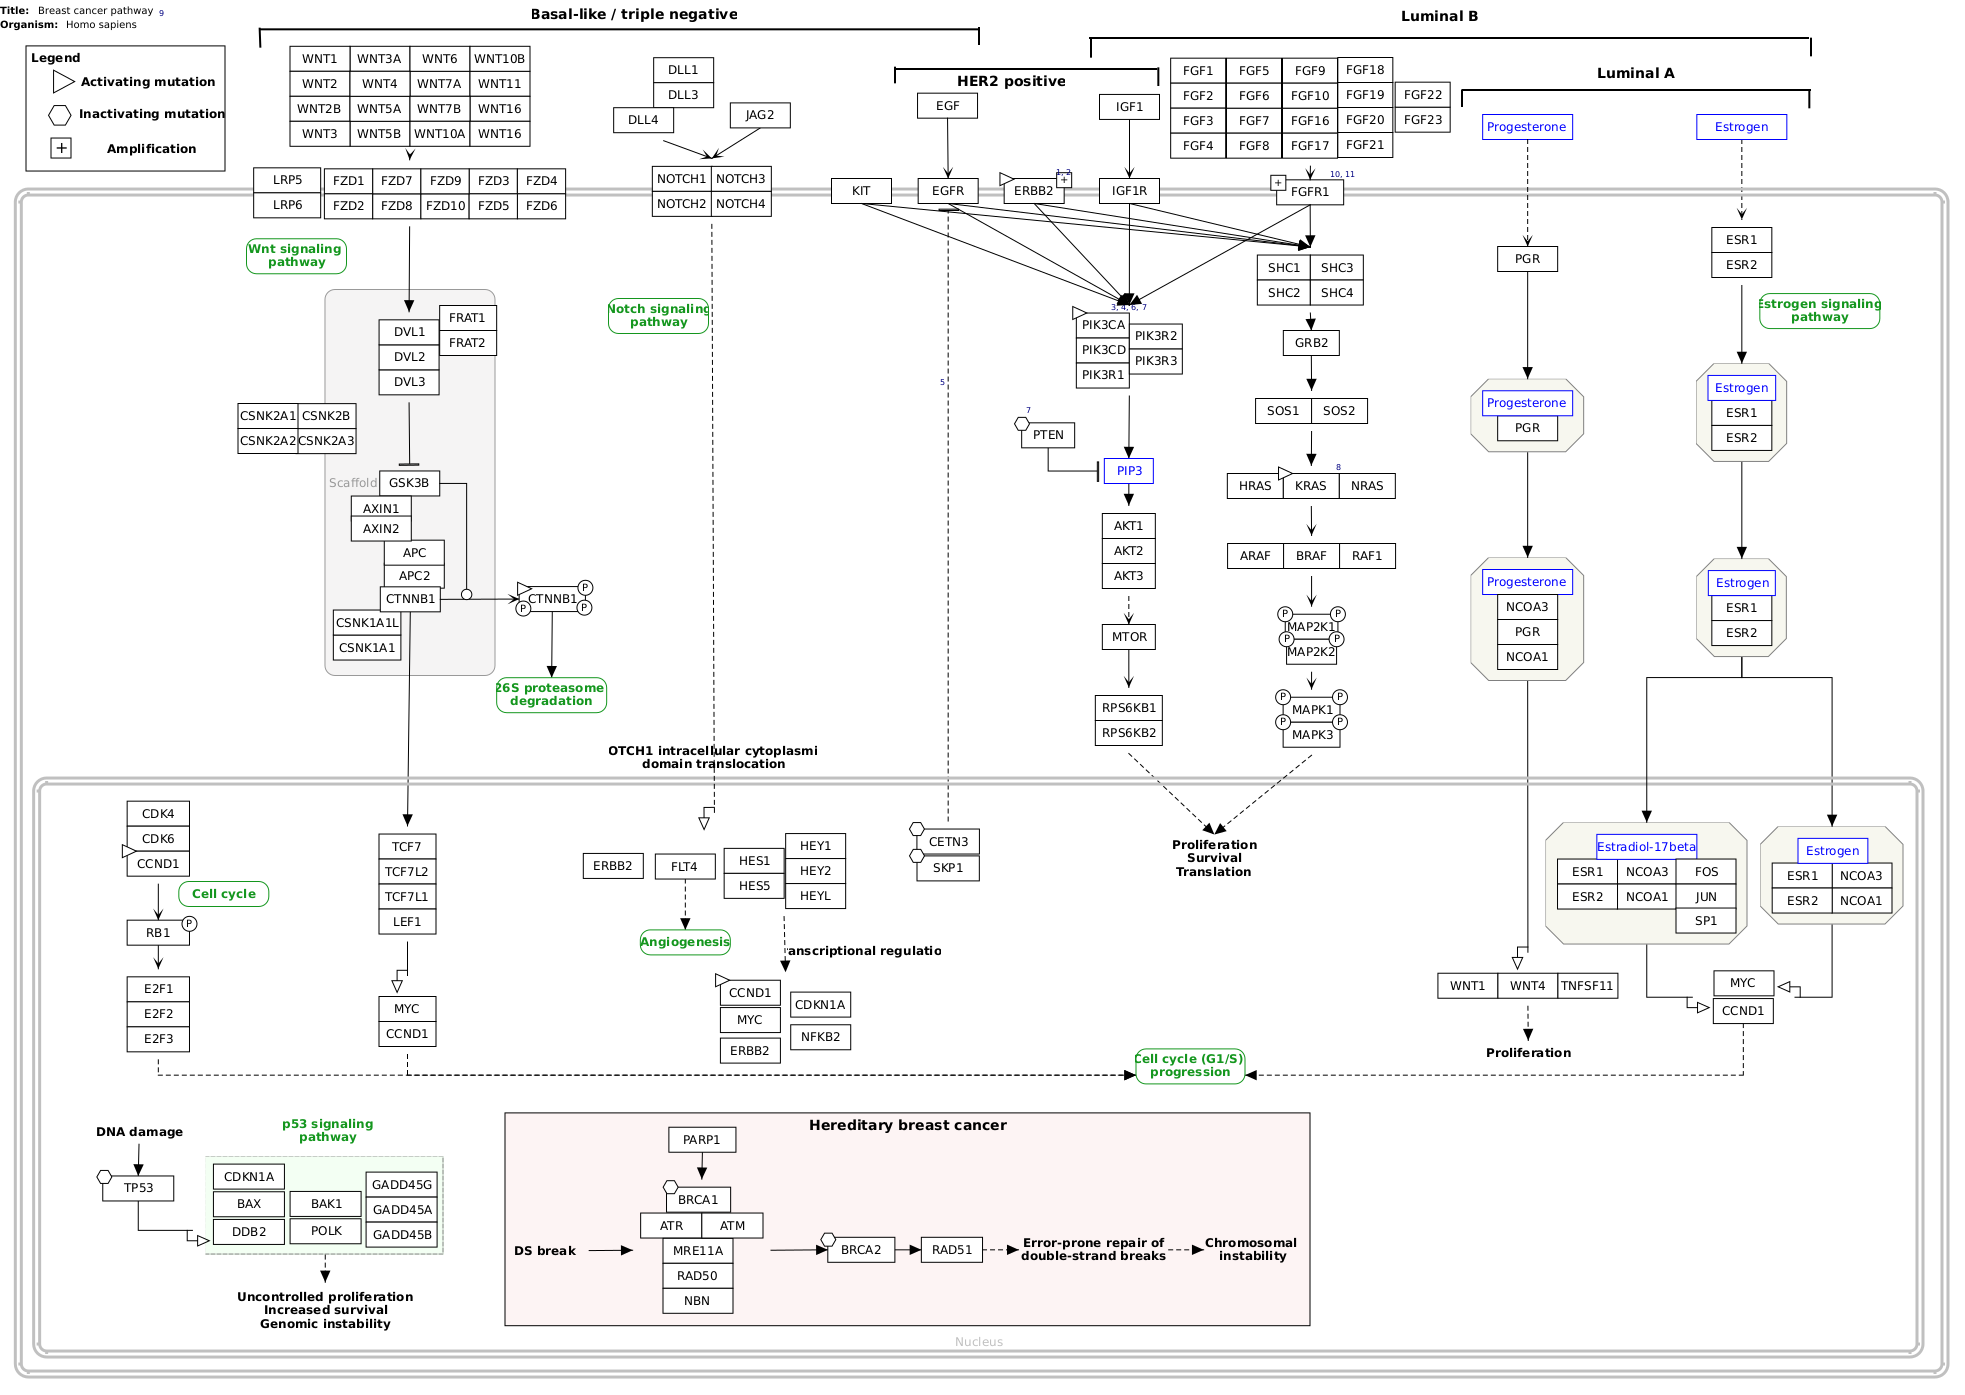 Title: Breast cancer pathway 9
Organism: Homo sapiens
Legend
Activating mutation
Inactivating mutation
+ Amplification
Basal-like / triple negative
HER2 positive
Luminal B
Luminal A
WNT1 WNT3A WNT6 WNT10B
WNT2 WNT4 WNT7A WNT11
WNT2B WNT5A WNT7B WNT16
WNT3 WNT5B WNT10A WNT16
LRP5
LRP6
FZD1 FZD7 FZD9 FZD3 FZD4
FZD2 FZD8 FZD10 FZD5 FZD6
DLL1
DLL3
DLL4
JAG2
NOTCH1 NOTCH3
NOTCH2 NOTCH4
EGF
IGF1
FGF1 FGF5 FGF9 FGF18
FGF2 FGF6 FGF10 FGF19 FGF22
FGF3 FGF7 FGF16 FGF20 FGF23
FGF4 FGF8 FGF17 FGF21
Progesterone
Estrogen
KIT
EGFR
1, 2
+
ERBB2
IGF1R
10, 11
+
FGFR1
Wnt signaling
pathway
Notch signaling
pathway
Estrogen signaling
pathway
FRAT1
FRAT2
DVL1
DVL2
DVL3
CSNK2A1 CSNK2B
CSNK2A2 CSNK2A3
Scaffold
GSK3B
AXIN1
AXIN2
APC
APC2
CTNNB1
CSNK1A1L
CSNK1A1
CTNNB1
P
P
P
26S proteasome
degradation
5
3, 4, 6, 7
PIK3CA
PIK3CD
PIK3R1
PIK3R2
PIK3R3
7
PTEN
PIP3
AKT1
AKT2
AKT3
MTOR
RPS6KB1
RPS6KB2
SHC1 SHC3
SHC2 SHC4
GRB2
SOS1 SOS2
8
HRAS KRAS NRAS
ARAF BRAF RAF1
P P
MAP2K1
P P
MAP2K2
P P
MAPK1
P P
MAPK3
PGR
Progesterone
PGR
Progesterone
NCOA3
PGR
NCOA1
ESR1
ESR2
Estrogen
ESR1
ESR2
Estrogen
ESR1
ESR2
OTCH1 intracellular cytoplasmi
domain translocation
Proliferation
Survival
Translation
CDK4
CDK6
CCND1
Cell cycle
RB1
P
E2F1
E2F2
E2F3
TCF7
TCF7L2
TCF7L1
LEF1
MYC
CCND1
ERBB2
FLT4
HES1
HES5
HEY1
HEY2
HEYL
Angiogenesis
anscriptional regulatio
CCND1
MYC
ERBB2
CDKN1A
NFKB2
CETN3
SKP1
Estradiol-17beta
ESR1 NCOA3 FOS
ESR2 NCOA1 JUN
SP1
Estrogen
ESR1 NCOA3
ESR2 NCOA1
WNT1 WNT4 TNFSF11
Proliferation
MYC
CCND1
Cell cycle (G1/S)
progression
DNA damage
TP53
p53 signaling
pathway
CDKN1A
BAX
DDB2
BAK1
POLK
GADD45G
GADD45A
GADD45B
Uncontrolled proliferation
Increased survival
Genomic instability
Hereditary breast cancer
PARP1
BRCA1
ATR ATM
MRE11A
RAD50
NBN
DS break
BRCA2
RAD51
Error-prone repair of
double-strand breaks
Chromosomal
instability
Nucleus